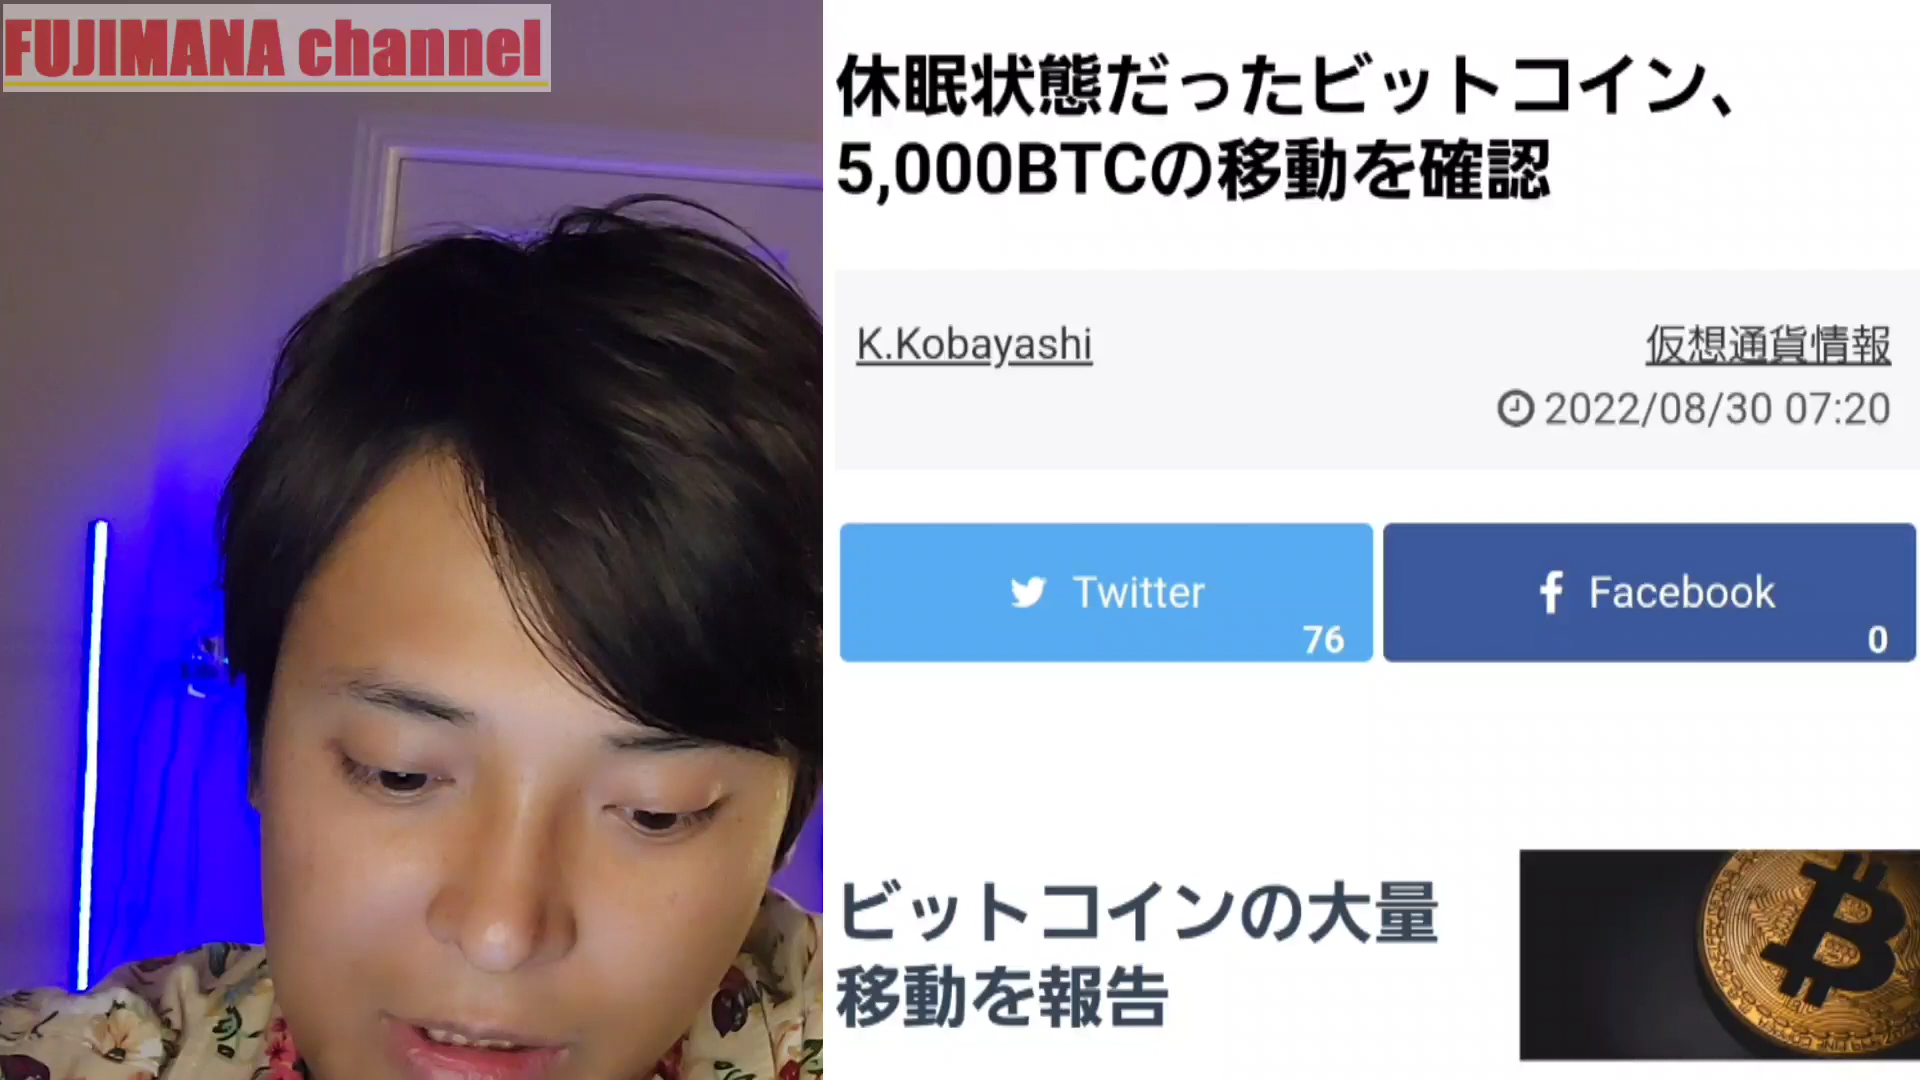 FUJIMANA channel
休眠状態だったビットコイン、
5,000BTCの移動を確認
K.Kobayashi
仮想通貨情報
2022/08/30 07:20
Twitter
76
Facebook
0
ビットコインの大量
移動を報告